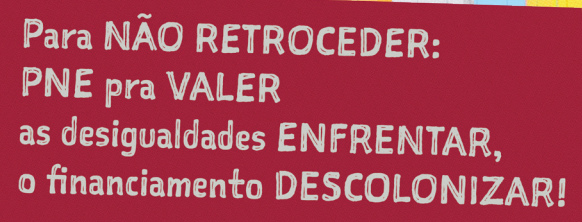 Para NÃO RETROCEDER:
PNE pra VALER
as desigualdades ENFRENTAR,
o financiamento DESCOLONIZAR!